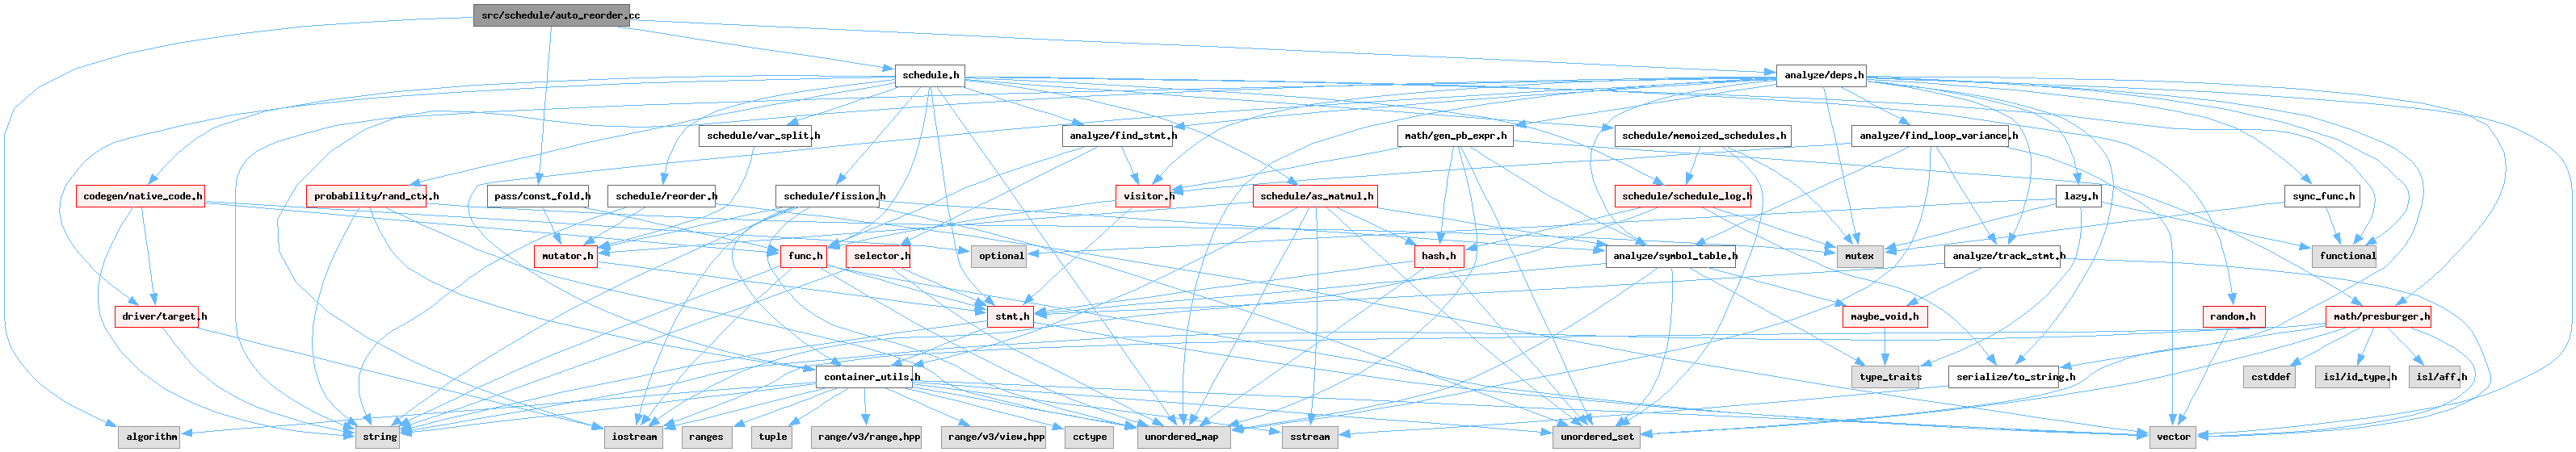 src/schedule/auto_reorder.cc
schedule.h
analyze/deps.h
schedule/var_split.h
analyze/find_stmt.h
math/gen_pb_expr.h
schedule/memoized_schedules.h
analyze/find_loop_variance.h
codegen/native_code.h
probability/rand_ctx.h
pass/const_fold.h
schedule/reorder.h
schedule/fission.h
visitor.h
schedule/as_matmul.h
schedule/schedule_log.h
lazy.h
sync_func.h
mutator.h
func.h
selector.h
optional
hash.h
analyze/symbol_table.h
mutex
analyze/track_stmt.h
functional
driver/target.h
stmt.h
maybe_void.h
random.h
math/presburger.h
container_utils.h
type_traits
serialize/to_string.h
cstddef
isl/id_type.h
isl/aff.h
algorithm
string
iostream
ranges
tuple
range/v3/range.hpp
range/v3/view.hpp
cctype
unordered_map
sstream
unordered_set
vector